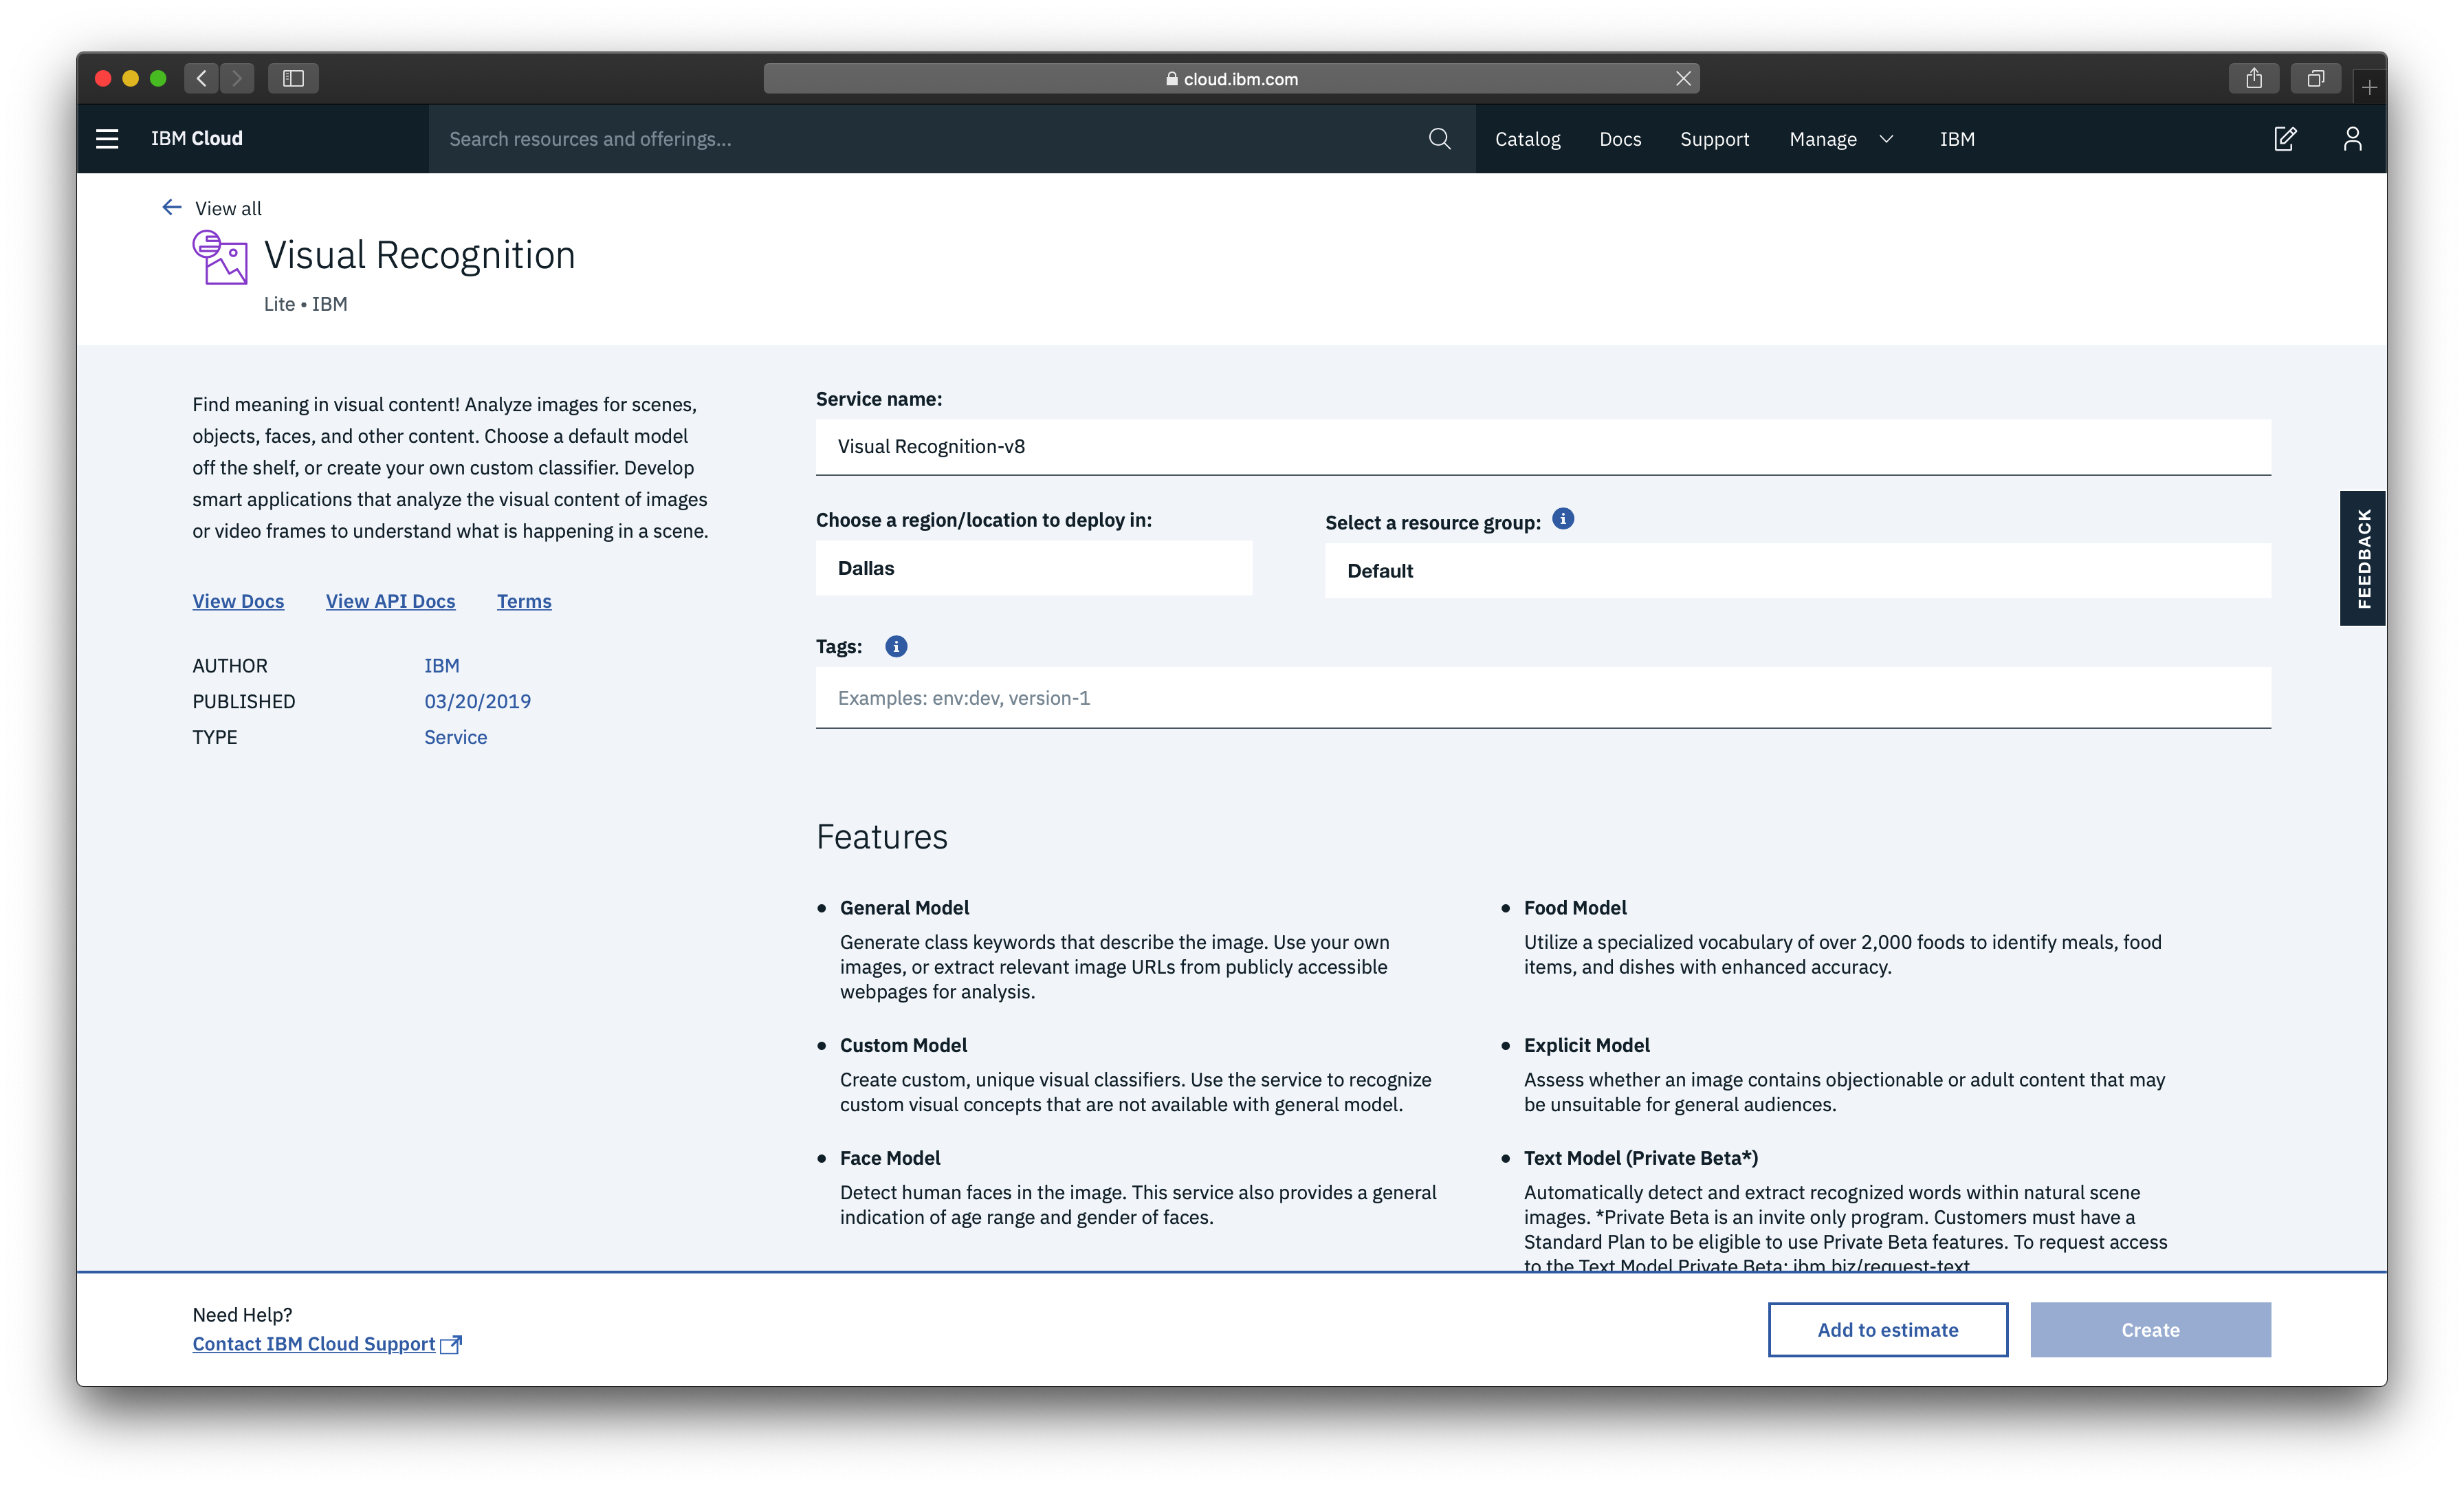 cloud.ibm.com
IBM Cloud
Search resources and offerings...
Catalog
Docs
Support
Manage
IBM
View all
Visual Recognition
Lite • IBM
Find meaning in visual content! Analyze images for scenes,
objects, faces, and other content. Choose a default model
off the shelf, or create your own custom classifier. Develop
smart applications that analyze the visual content of images
or video frames to understand what is happening in a scene.
View Docs
View API Docs
Terms
AUTHOR IBM
PUBLISHED 03/20/2019
TYPE Service
Service name:
Visual Recognition-v8
Choose a region/location to deploy in:
Dallas
Select a resource group:
Default
Tags:
Examples: env:dev, version-1
FEEDBACK
Features
General Model
Generate class keywords that describe the image. Use your own
images, or extract relevant image URLs from publicly accessible
webpages for analysis.
Food Model
Utilize a specialized vocabulary of over 2,000 foods to identify meals, food
items, and dishes with enhanced accuracy.
Custom Model
Create custom, unique visual classifiers. Use the service to recognize
custom visual concepts that are not available with general model.
Explicit Model
Assess whether an image contains objectionable or adult content that may
be unsuitable for general audiences.
Face Model
Detect human faces in the image. This service also provides a general
indication of age range and gender of faces.
Text Model (Private Beta*)
Automatically detect and extract recognized words within natural scene
images. *Private Beta is an invite only program. Customers must have a
Standard Plan to be eligible to use Private Beta features. To request access
to the Text Model Private Beta: ibm.biz/request-text
Need Help?
Contact IBM Cloud Support
Add to estimate
Create